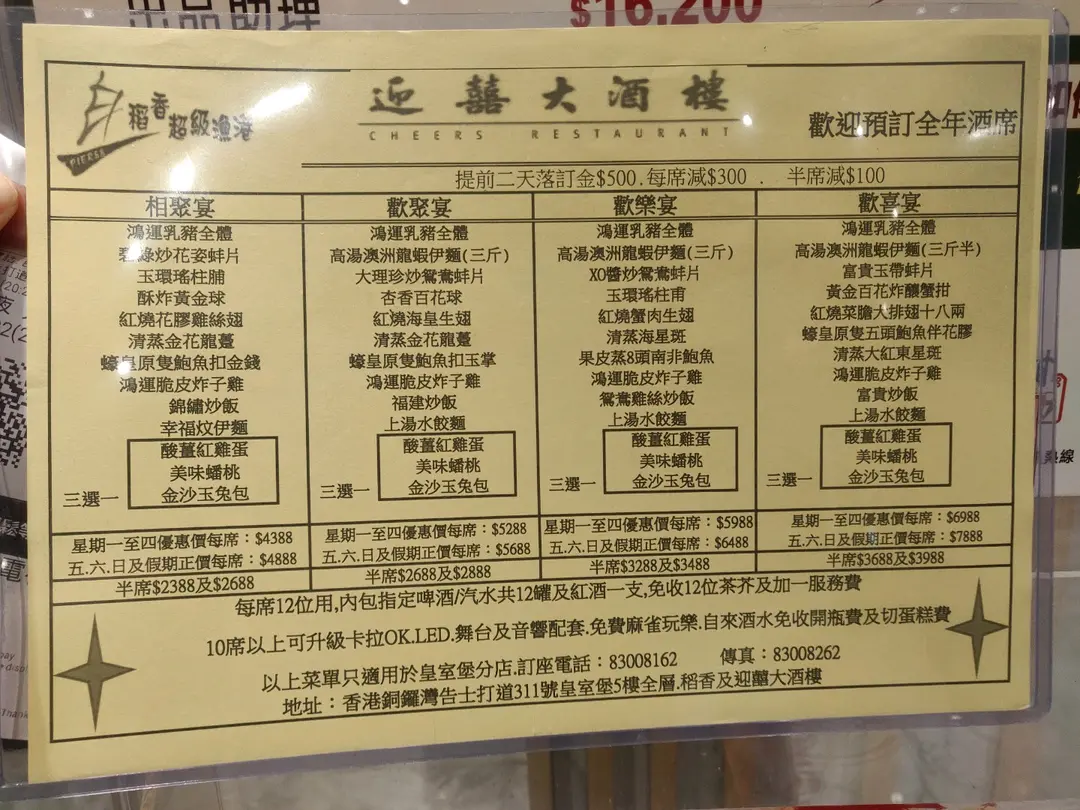 $16,200
稻香
超級漁港
PIER88
迎囍大酒樓
CHEERS RESTAURANT
歡迎預訂全年酒席
提前二天落訂金$500.每席減$300 . 半席減$100
相聚宴
鴻運乳豬全體
炒花姿蚌片
玉環瑤柱脯
酥炸黃金球
紅燒花膠雞絲翅
清蒸金花龍躉
蠔皇原隻鮑魚扣金錢
鴻運脆皮炸子雞
錦繡炒飯
幸福炆伊麵
三選一
酸薑紅雞蛋
美味蟠桃
金沙玉兔包
星期一至四優惠價每席：$4388
五.六.日及假期正價每席：$4888
半席$2388及$2688
歡聚宴
鴻運乳豬全體
高湯澳洲龍蝦伊麵(三斤)
大理珍炒鴛鴦蚌片
杏香百花球
紅燒海皇生翅
清蒸金花龍躉
蠔皇原隻鮑魚扣玉掌
鴻運脆皮炸子雞
福建炒飯
上湯水餃麵
三選一
酸薑紅雞蛋
美味蟠桃
金沙玉兔包
星期一至四優惠價每席：$5288
五.六.日及假期正價每席：$5688
半席$2688及$2888
歡樂宴
鴻運乳豬全體
高湯澳洲龍蝦伊麵(三斤)
XO醬炒鴛鴦蚌片
玉環瑤柱甫
紅燒蟹肉生翅
清蒸海星斑
果皮蒸8頭南非鮑魚
鴻運脆皮炸子雞
鴛鴦雞絲炒飯
上湯水餃麵
三選一
酸薑紅雞蛋
美味蟠桃
金沙玉兔包
星期一至四優惠價每席：$5988
五.六.日及假期正價每席：$6488
半席$3288及$3488
歡喜宴
鴻運乳豬全體
高湯澳洲龍蝦伊麵(三斤半)
富貴玉帶蚌片
黃金百花炸釀蟹拑
紅燒菜膽大排翅十八兩
蠔皇原隻五頭鮑魚伴花膠
清蒸大紅東星斑
鴻運脆皮炸子雞
富貴炒飯
上湯水餃麵
三選一
酸薑紅雞蛋
美味蟠桃
金沙玉兔包
星期一至四優惠價每席：$6988
五.六.日及假期正價每席：$7888
半席$3688及$3988
每席12位用,內包指定啤酒/汽水共12罐及紅酒一支,免收12位茶芥及加一服務費
10席以上可升級卡拉OK.LED.舞台及音響配套.免費麻雀玩樂.自來酒水免收開瓶費及切蛋糕費
以上菜單只適用於皇室堡分店.訂座電話：83008162 傳真：83008262
地址：香港銅鑼灣告士打道311號皇室堡5樓全層.稻香及迎囍大酒樓